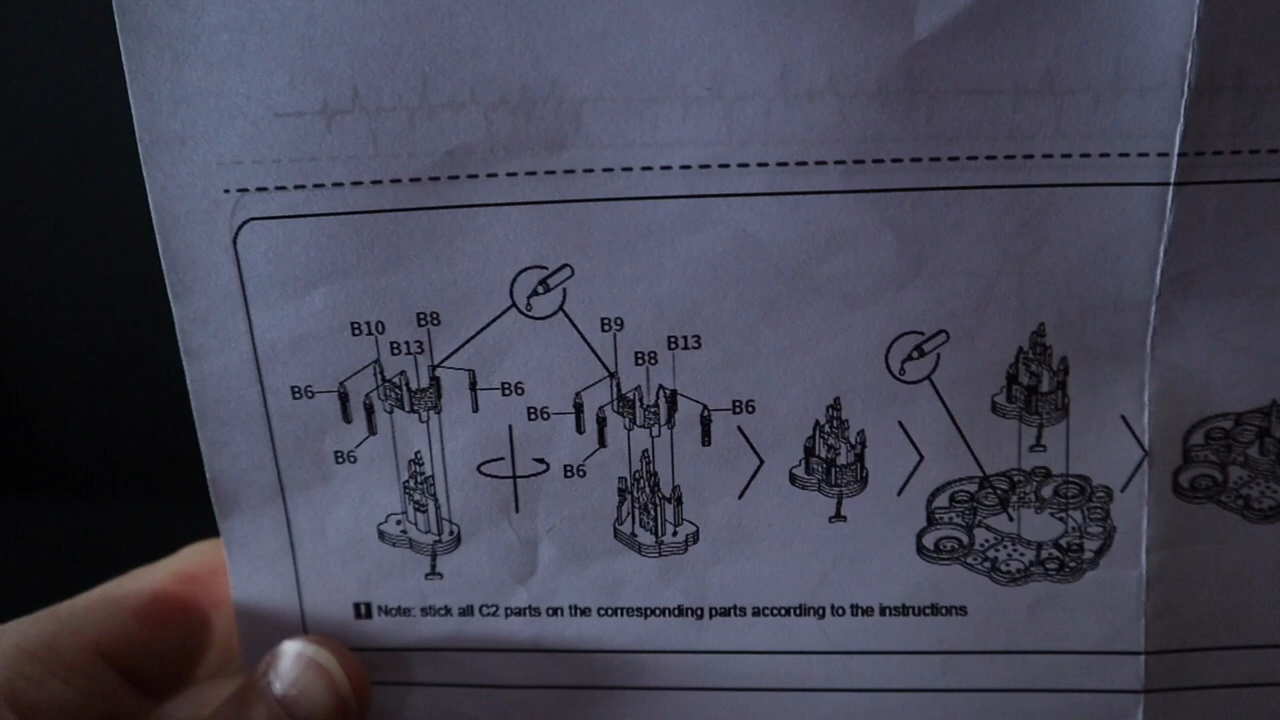 B10
B8
B13
B6
B6
B6
B9
B8
B13
B6
B6
B6
! Note: stick all C2 parts on the corresponding parts according to the instructions